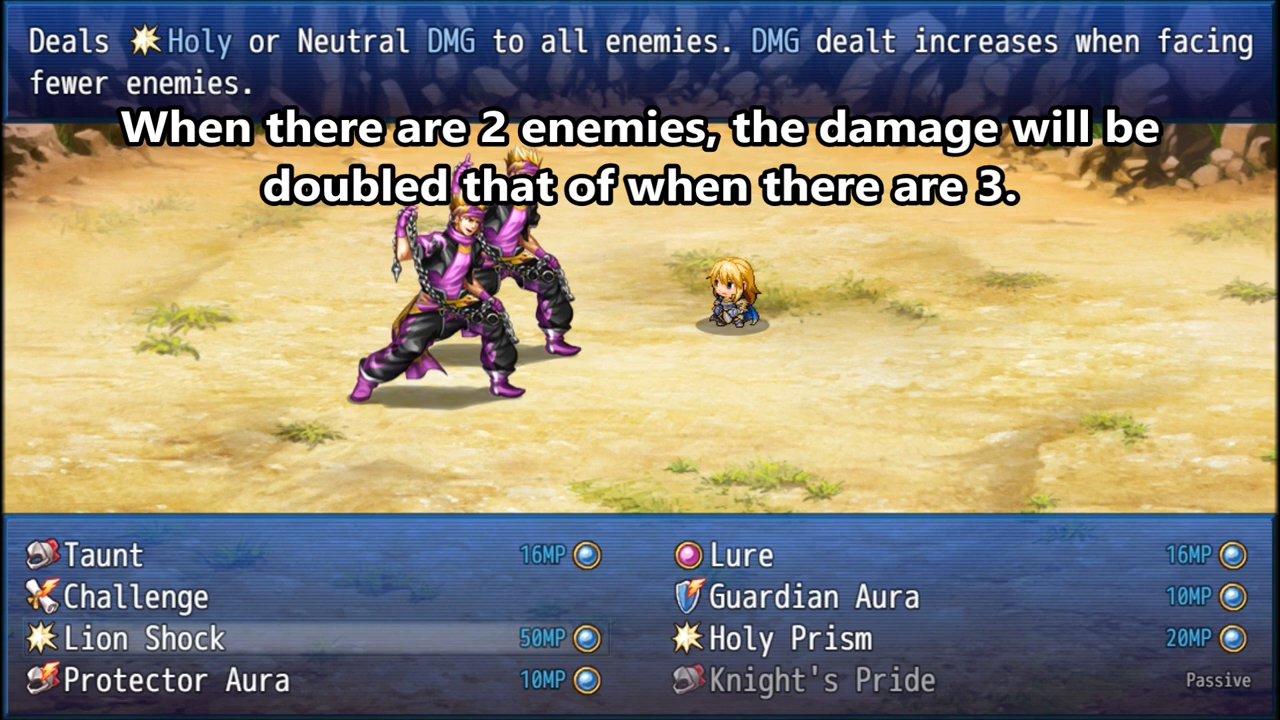 Deals Holy or Neutral DMG to all enemies. DMG dealt increases when facing
fewer enemies.
When there are 2 enemies, the damage will be
doubled that of when there are 3.
Taunt 16MP
Lure 16MP
Challenge
Guardian Aura 10MP
Lion Shock 50MP
Holy Prism 20MP
Protector Aura 10MP
Knight's Pride Passive